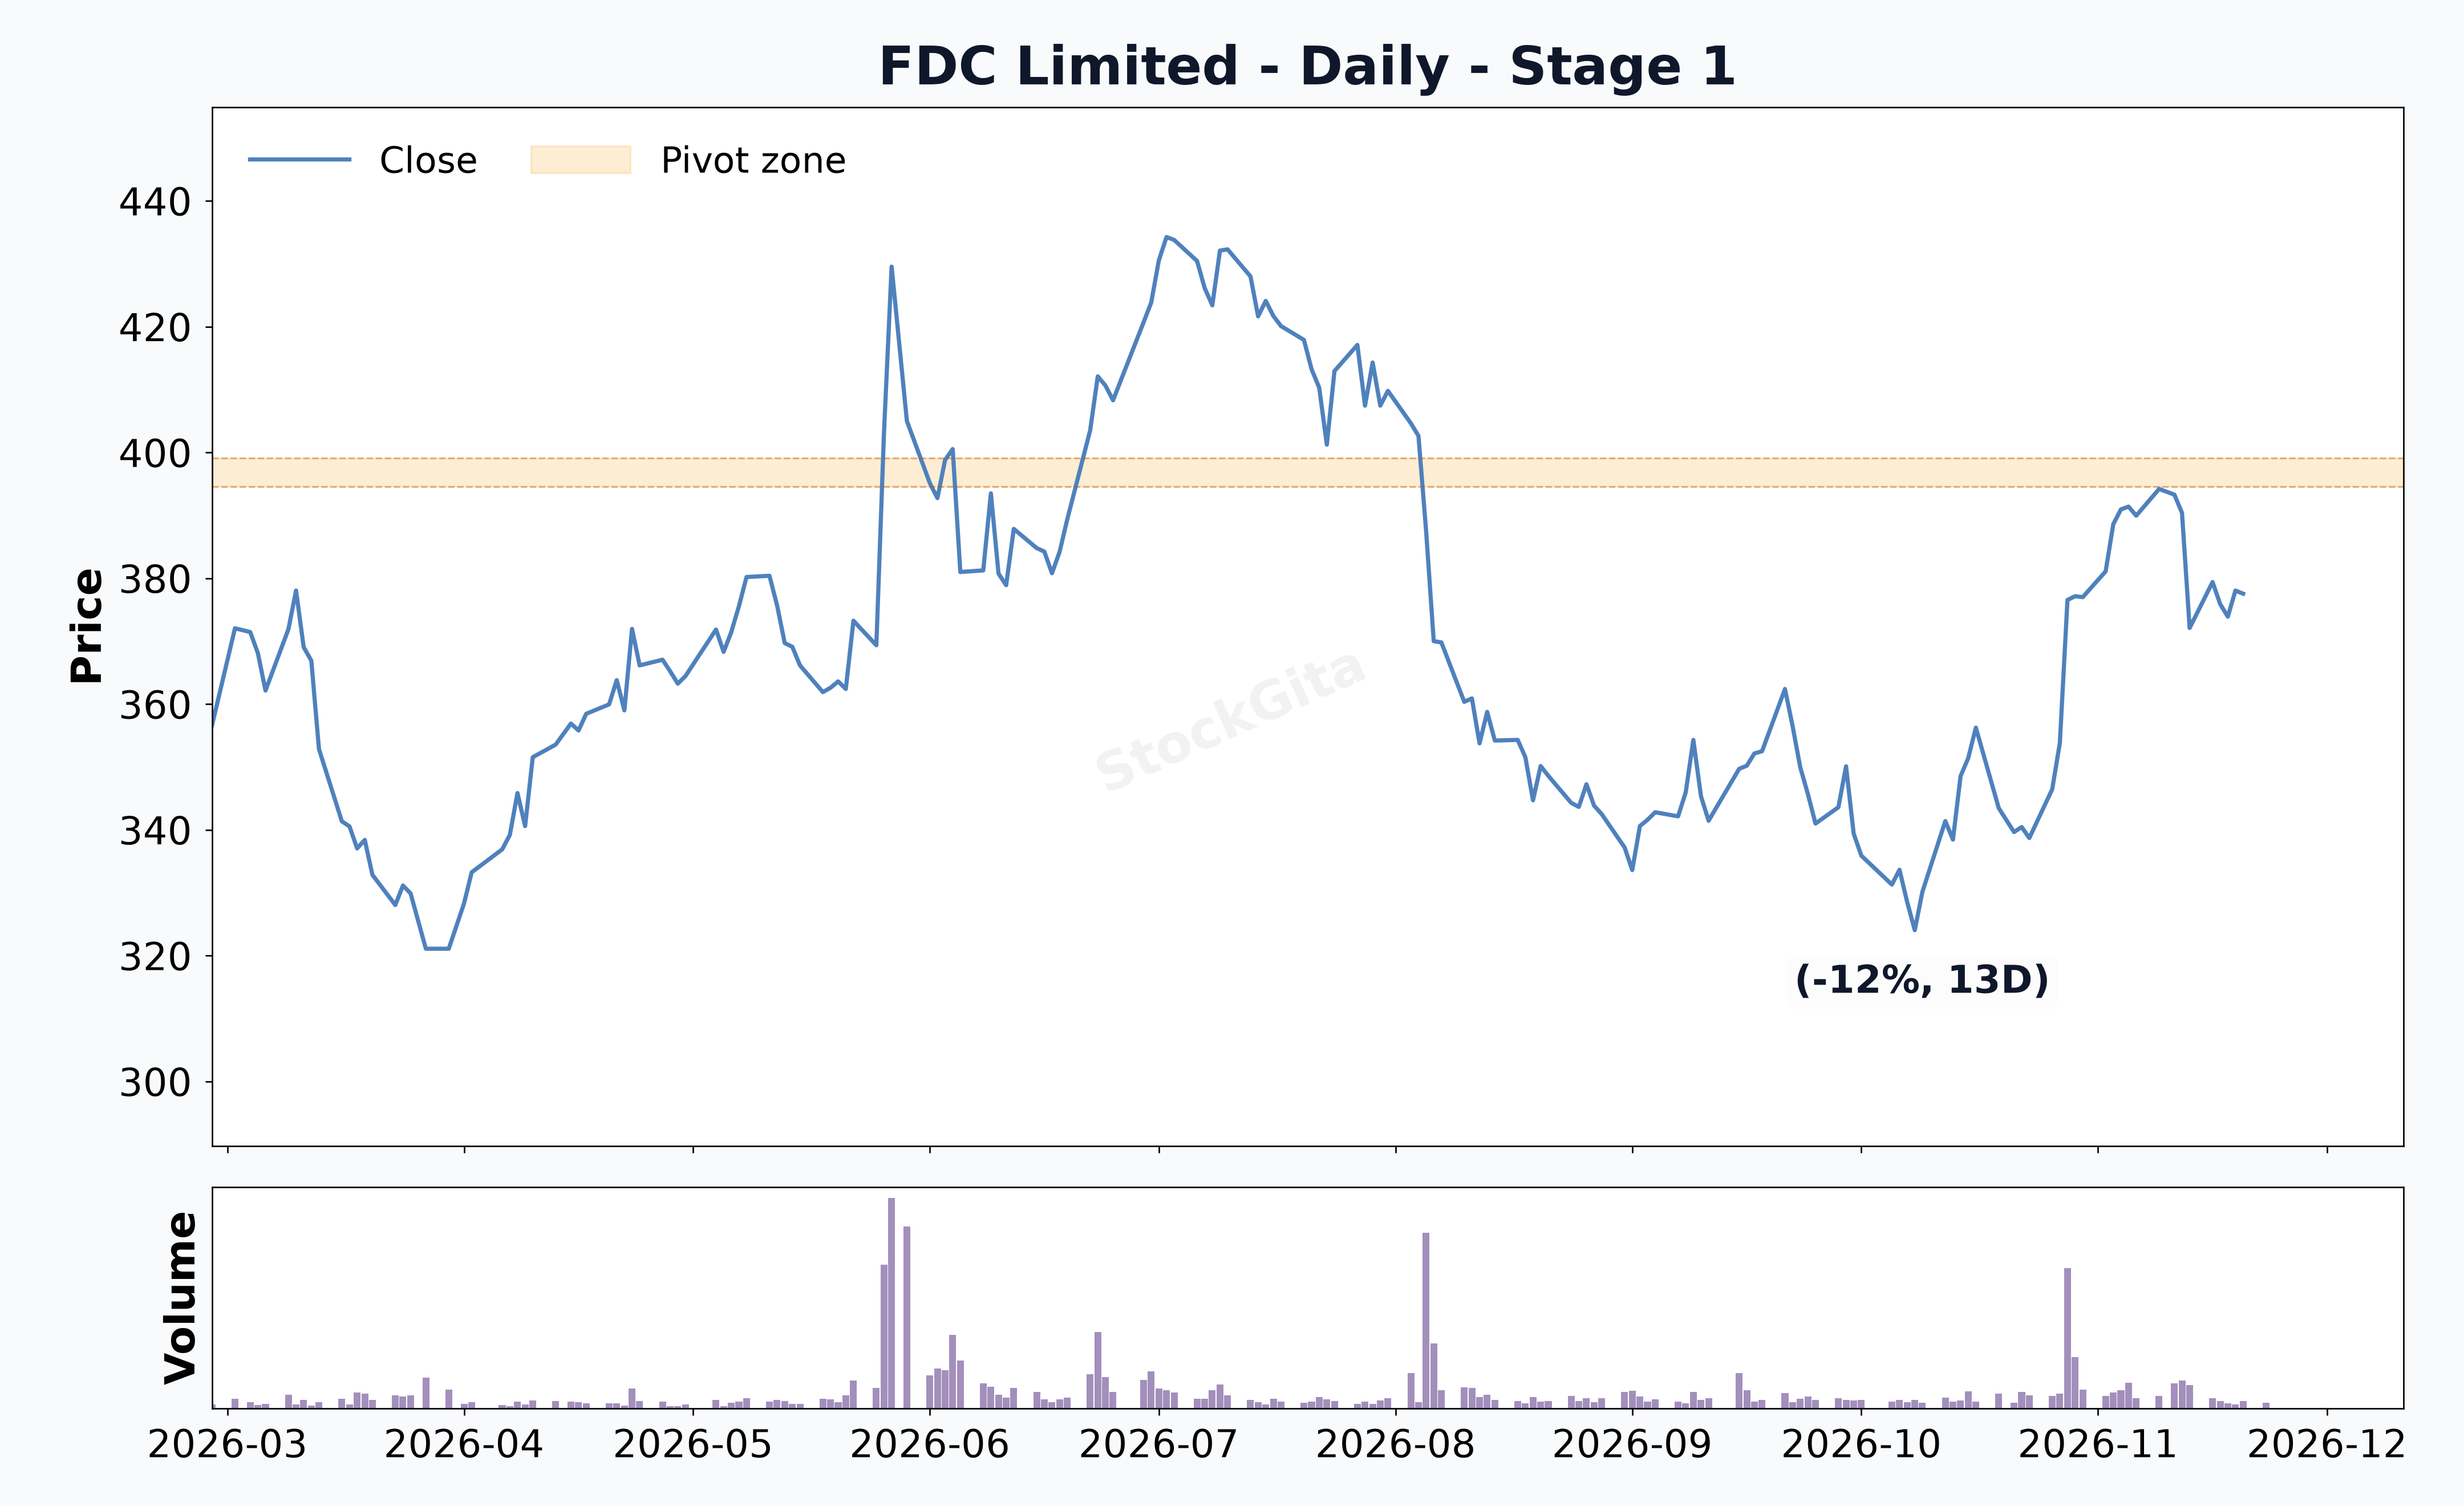 FDC Limited - Daily - Stage 1
Close
Pivot zone
440
420
400
380
360
340
320
300
Price
StockGita
(-12%, 13D)
Volume
2026-03
2026-04
2026-05
2026-06
2026-07
2026-08
2026-09
2026-10
2026-11
2026-12